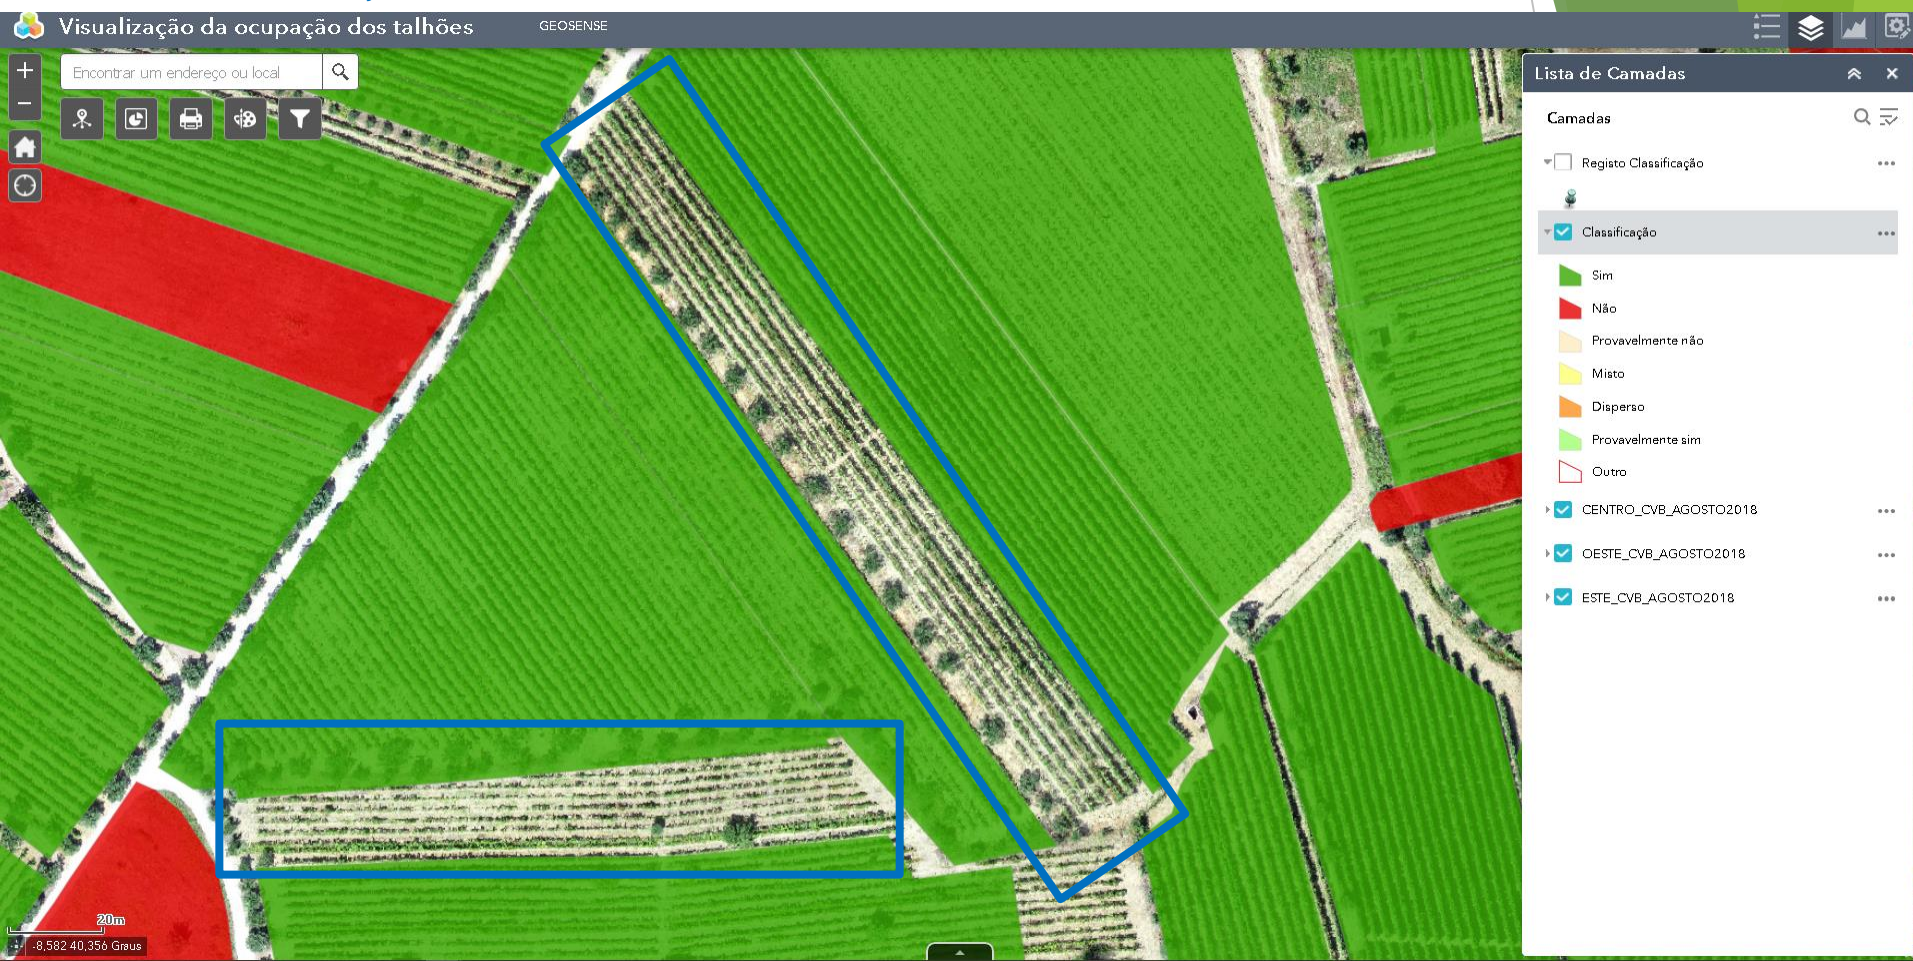 Visualização da ocupação dos talhões
GEOSENSE
Encontrar um endereço ou local
Lista de Camadas
Camadas
Registo Classificação
Classificação
Sim
Não
Provavelmente não
Misto
Disperso
Provavelmente sim
Outro
CENTRO_CVB_AGOSTO2018
OESTE_CVB_AGOSTO2018
ESTE_CVB_AGOSTO2018
20m
-8,582 40,356 Graus